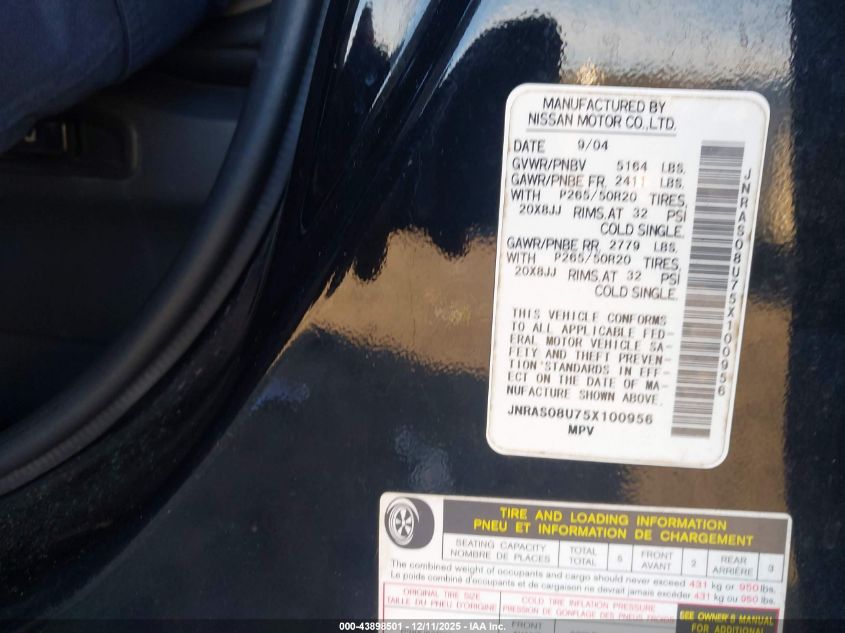 MANUFACTURED BY
NISSAN MOTOR CO.,LTD.
DATE 9/04
GVWR/PNBV 5164 LBS.
GAWR/PNBE FR. 2411 LBS.
WITH P265/50R20 TIRES,
20X8JJ RIMS,AT 32 PSI
COLD SINGLE.
GAWR/PNBE RR. 2779 LBS.
WITH P265/50R20 TIRES,
20X8JJ RIMS,AT 32 PSI
COLD SINGLE.
THIS VEHICLE CONFORMS
TO ALL APPLICABLE FED-
ERAL MOTOR VEHICLE SA-
FETY AND THEFT PREVEN-
TION STANDARDS IN EFF-
ECT ON THE DATE OF MA-
NUFACTURE SHOWN ABOVE.
JNRAS08U75X100956
MPV
JNRAS08U75X100956
TIRE AND LOADING INFORMATION
PNEU ET INFORMATION DE CHARGEMENT
SEATING CAPACITY
NOMBRE DE PLACES
TOTAL
TOTAL
5
FRONT
AVANT
2
REAR
ARRIÈRE
3
The combined weight of occupants and cargo should never exceed 431 kg or 950 lbs.
Le poids combiné d'occupants et de cargaison ne devrait jamais excéder 431 kg ou 950 lbs.
ORIGINAL TIRE SIZE
TAILLE DU PNEU D'ORIGINE
COLD TIRE INFLATION PRESSURE
PRESSION DE GONFLAGE DES PNEUS FROIDS
SEE OWNER'S MANUAL
FOR ADDITIONAL
FRONT
000-43898501 - 12/11/2025 - IAA Inc.